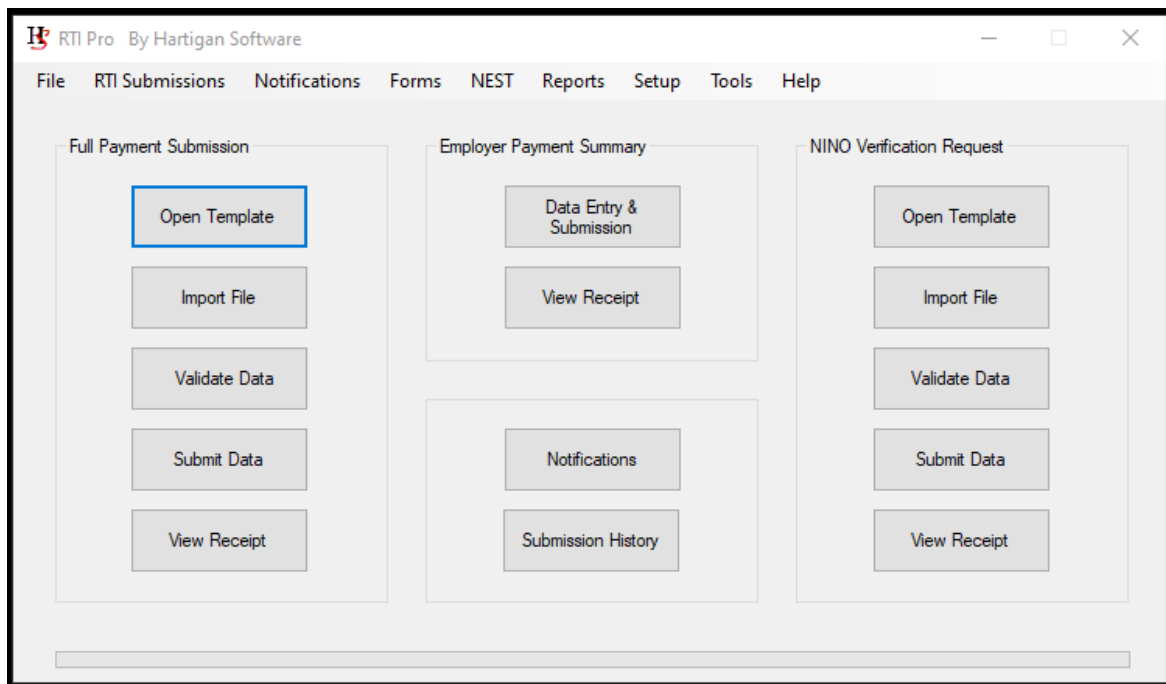 HS RTI Pro By Hartigan Software
File RTI Submissions Notifications Forms NEST Reports Setup Tools Help
Full Payment Submission
Open Template
Import File
Validate Data
Submit Data
View Receipt
Employer Payment Summary
Data Entry &
Submission
View Receipt
Notifications
Submission History
NINO Verification Request
Open Template
Import File
Validate Data
Submit Data
View Receipt